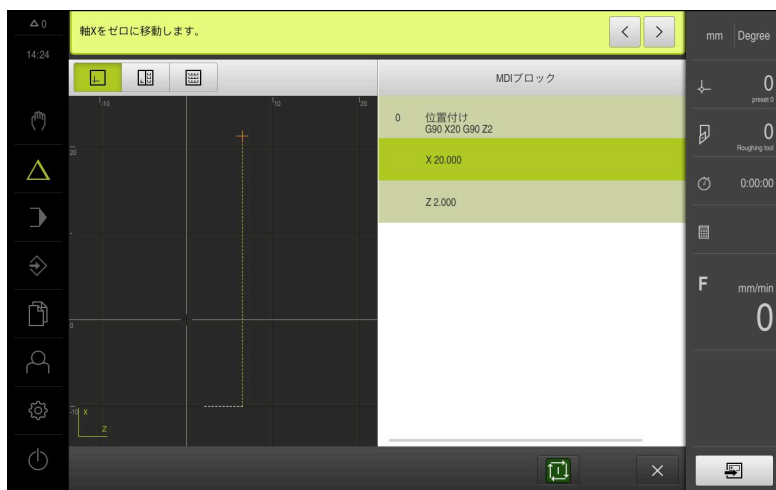 0
14:24
軸Xをゼロに移動します。
mm Degree
MDIブロック
-10
10
20
20
0
-10
X
Z
0 位置付け
G90 X20 G90 Z2
X 20.000
Z 2.000
0
preset 0
0
Roughing tool
0:00:00
F mm/min
0